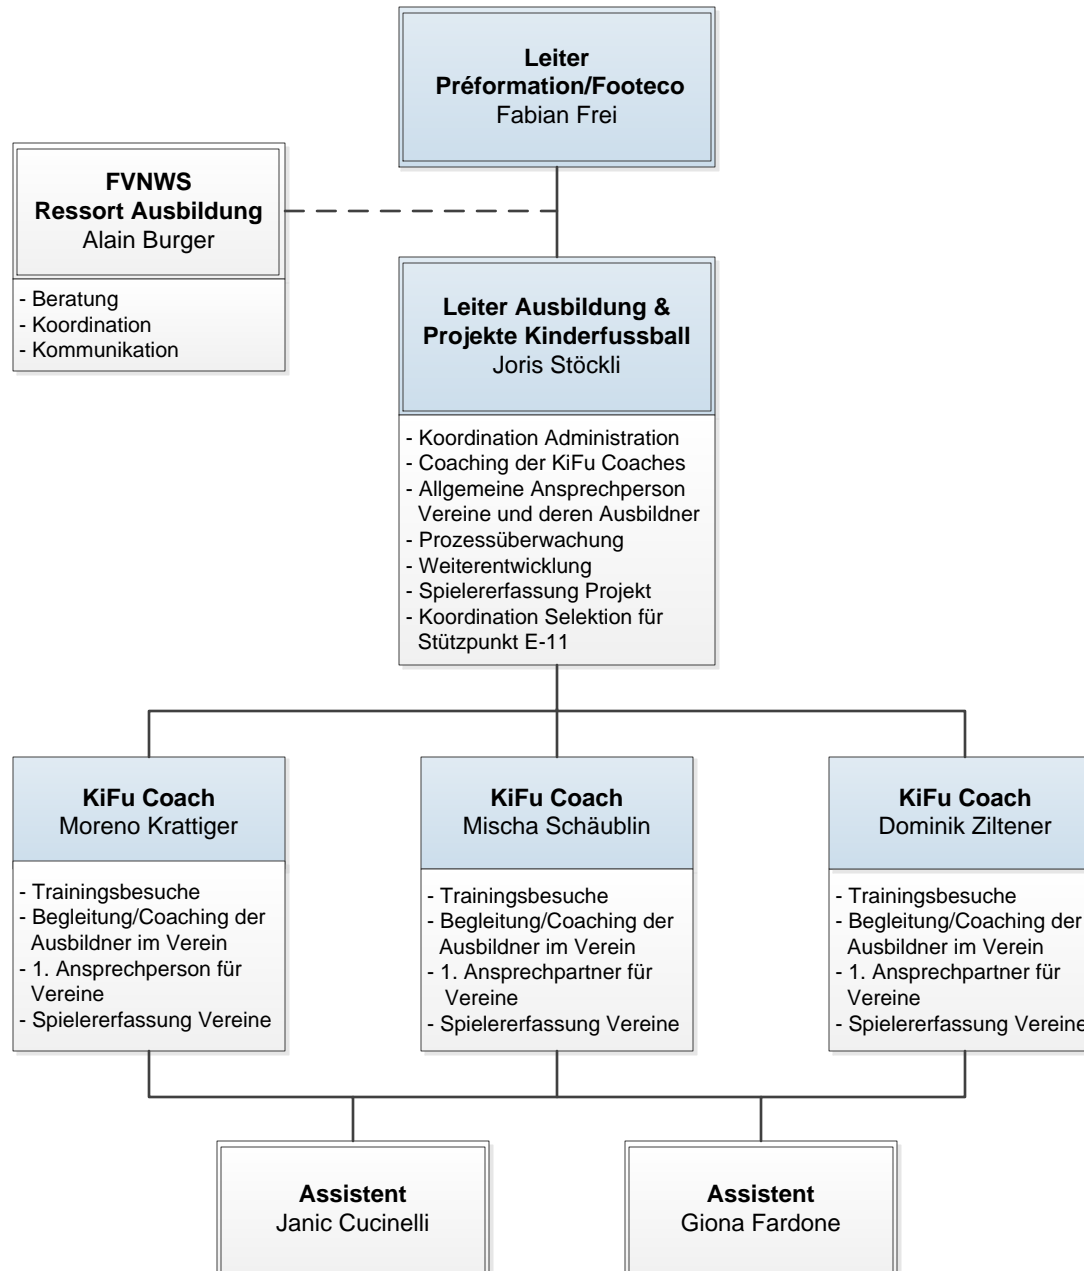 Leiter
Préformation/Footeco
Fabian Frei
FVNWS
Ressort Ausbildung
Alain Burger
- Beratung
- Koordination
- Kommunikation
Leiter Ausbildung &
Projekte Kinderfussball
Joris Stöckli
- Koordination Administration
- Coaching der KiFu Coaches
- Allgemeine Ansprechperson
Vereine und deren Ausbildner
- Prozessüberwachung
- Weiterentwicklung
- Spielererfassung Projekt
- Koordination Selektion für
Stützpunkt E-11
KiFu Coach
Moreno Krattiger
- Trainingsbesuche
- Begleitung/Coaching der
Ausbildner im Verein
- 1. Ansprechperson für
Vereine
- Spielererfassung Vereine
KiFu Coach
Mischa Schäublin
- Trainingsbesuche
- Begleitung/Coaching der
Ausbildner im Verein
- 1. Ansprechpartner für
Vereine
- Spielererfassung Vereine
KiFu Coach
Dominik Ziltener
- Trainingsbesuche
- Begleitung/Coaching der
Ausbildner im Verein
- 1. Ansprechpartner für
Vereine
- Spielererfassung Vereine
Assistent
Janic Cucinelli
Assistent
Giona Fardone